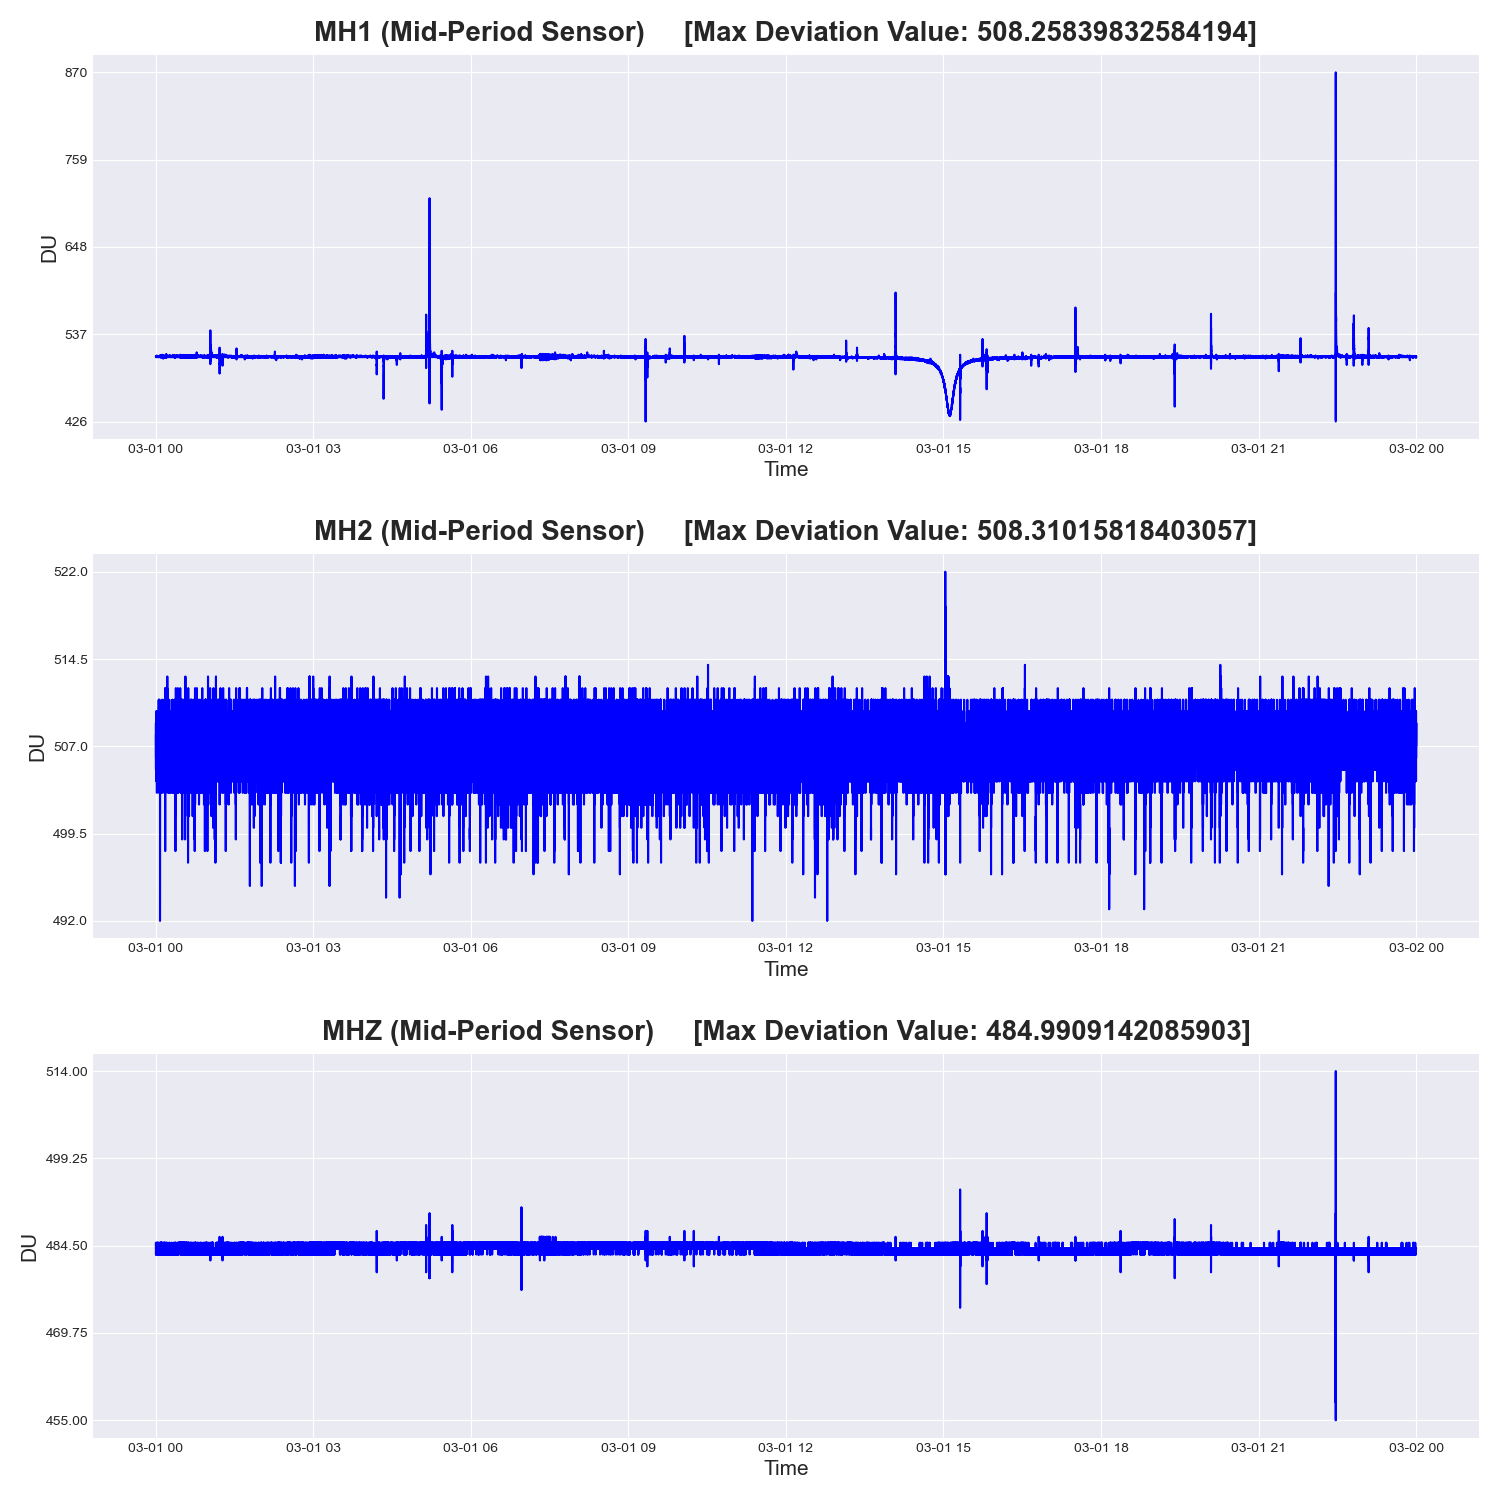 MH1 (Mid-Period Sensor) [Max Deviation Value: 508.25839832584194]
870
759
648
537
426
DU
03-01 00 03-01 03 03-01 06 03-01 09 03-01 12 03-01 15 03-01 18 03-01 21 03-02 00
Time
MH2 (Mid-Period Sensor) [Max Deviation Value: 508.31015818403057]
522.0
514.5
507.0
499.5
492.0
DU
03-01 00 03-01 03 03-01 06 03-01 09 03-01 12 03-01 15 03-01 18 03-01 21 03-02 00
Time
MHZ (Mid-Period Sensor) [Max Deviation Value: 484.9909142085903]
514.00
499.25
484.50
469.75
455.00
DU
03-01 00 03-01 03 03-01 06 03-01 09 03-01 12 03-01 15 03-01 18 03-01 21 03-02 00
Time